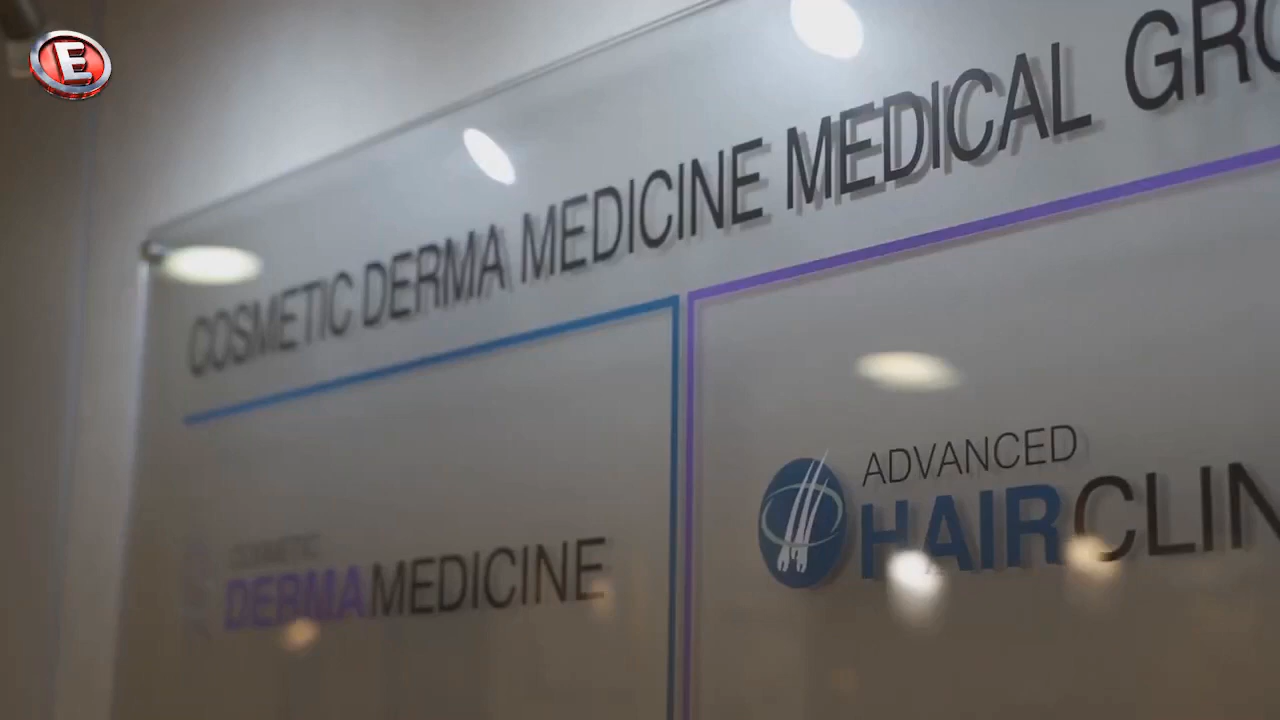 E
COSMETIC DERMA MEDICINE MEDICAL GRO
COSMETIC
DERMAMEDICINE
ADVANCED
HAIRCLIN